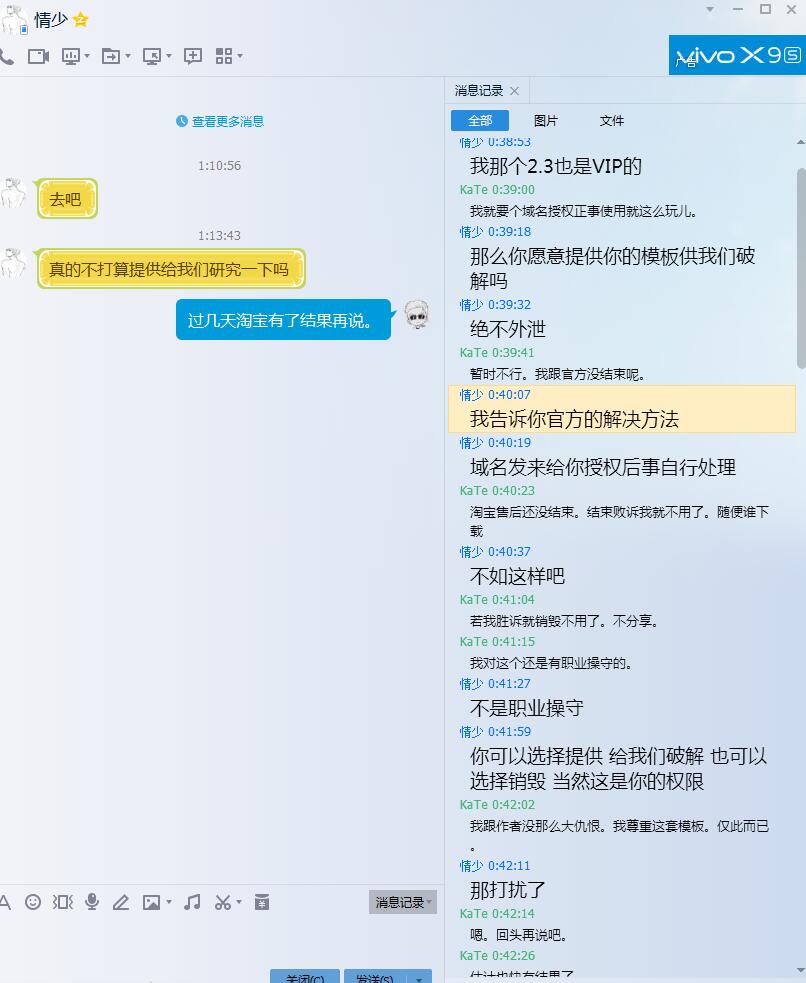 情少
vivo X9s
广告
查看更多消息
1:10:56
去吧
1:13:43
真的不打算提供给我们研究一下吗
过几天淘宝有了结果再说。
消息记录
关闭(C)
发送(S)
消息记录
全部
图片
文件
情少 0:38:53
我那个2.3也是VIP的
KaTe 0:39:00
我就要个域名授权正事使用就这么玩儿。
情少 0:39:18
那么你愿意提供你的模板供我们破
解吗
情少 0:39:32
绝不外泄
KaTe 0:39:41
暂时不行。我跟官方没结束呢。
情少 0:40:07
我告诉你官方的解决方法
情少 0:40:19
域名发来给你授权后事自行处理
KaTe 0:40:23
淘宝售后还没结束。结束败诉我就不用了。随便谁下
载
情少 0:40:37
不如这样吧
KaTe 0:41:04
若我胜诉就销毁不用了。不分享。
KaTe 0:41:15
我对这个还是有职业操守的。
情少 0:41:27
不是职业操守
情少 0:41:59
你可以选择提供 给我们破解 也可以
选择销毁 当然这是你的权限
KaTe 0:42:02
我跟作者没那么大仇恨。我尊重这套模板。仅此而已
。
情少 0:42:11
那打扰了
KaTe 0:42:14
嗯。回头再说吧。
KaTe 0:42:26
估计也快有结果了